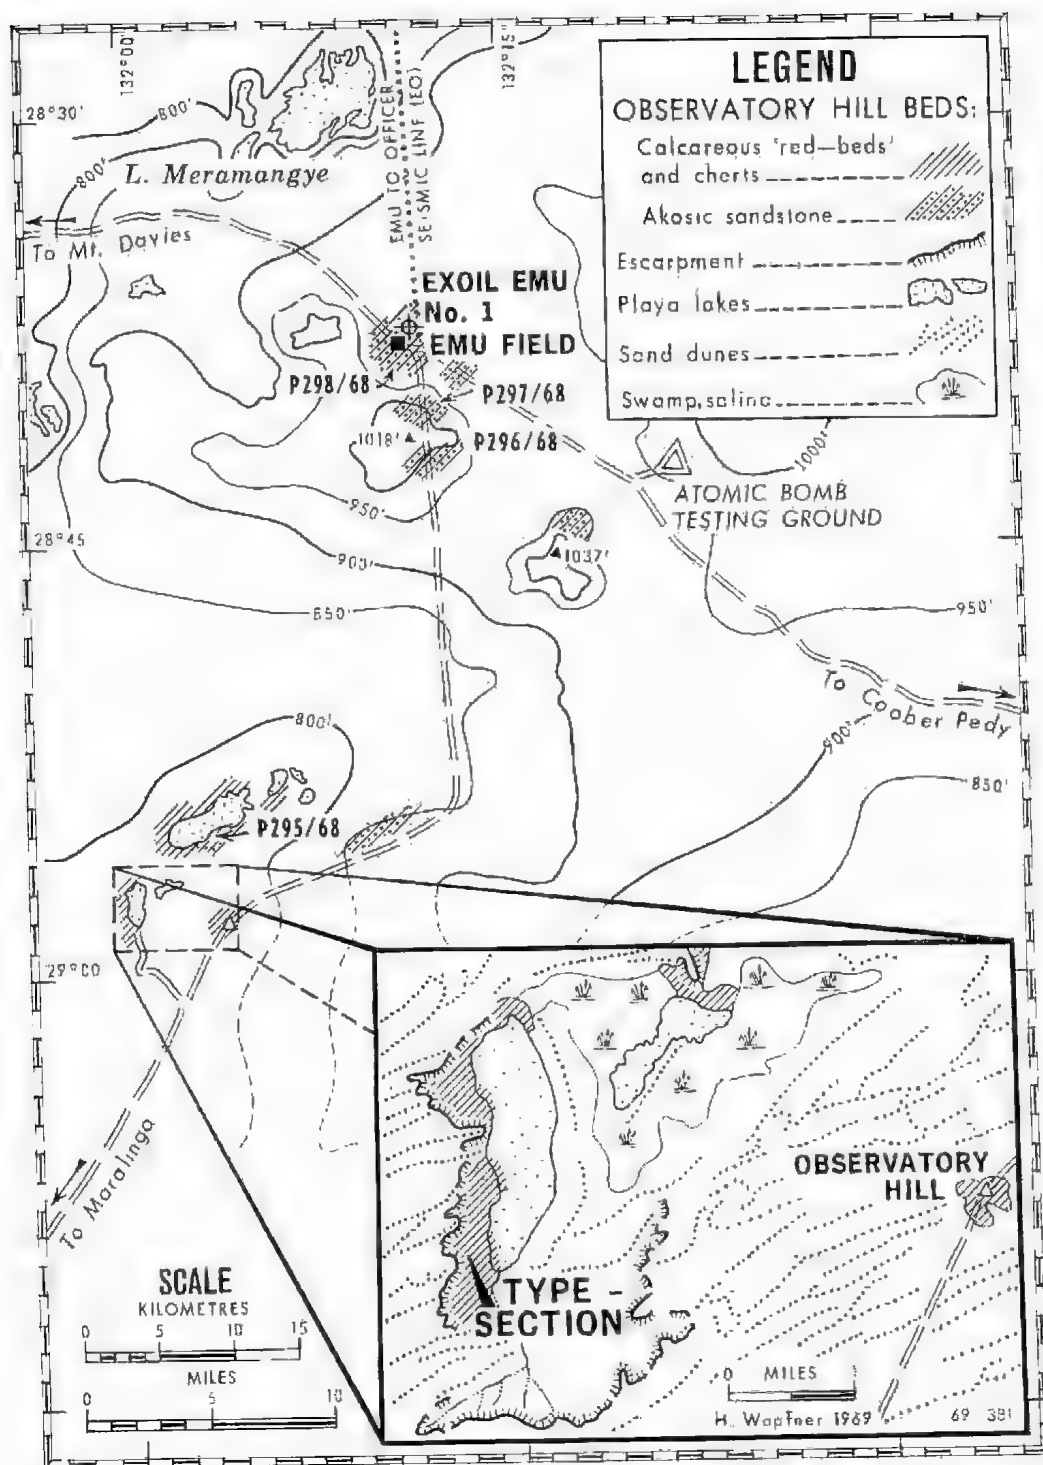 132°00'
132°15'
28°30'
800'
800'
L. Meramangye
EMU TO OFFICER
SEISMIC LINE (EO)
To Mt. Davies
LEGEND
OBSERVATORY HILL BEDS:
Calcareous 'red-beds'
and cherts
Akosic sandstone
Escarpment
Playa lakes
Sand dunes
Swamp, salina
EXOIL EMU
No. 1
EMU FIELD
P298/68
P297/68
1018'
P296/68
1000'
ATOMIC BOMB
TESTING GROUND
950'
28°45
900'
1037'
850'
950'
To Coober Pedy
800'
900'
850'
P295/68
29°00
To Maralinga
OBSERVATORY
HILL
TYPE -
SECTION
SCALE
KILOMETRES
0 5 10 15
MILES
0 5 10
0 MILES 1
H. Wopfner 1969
69 381